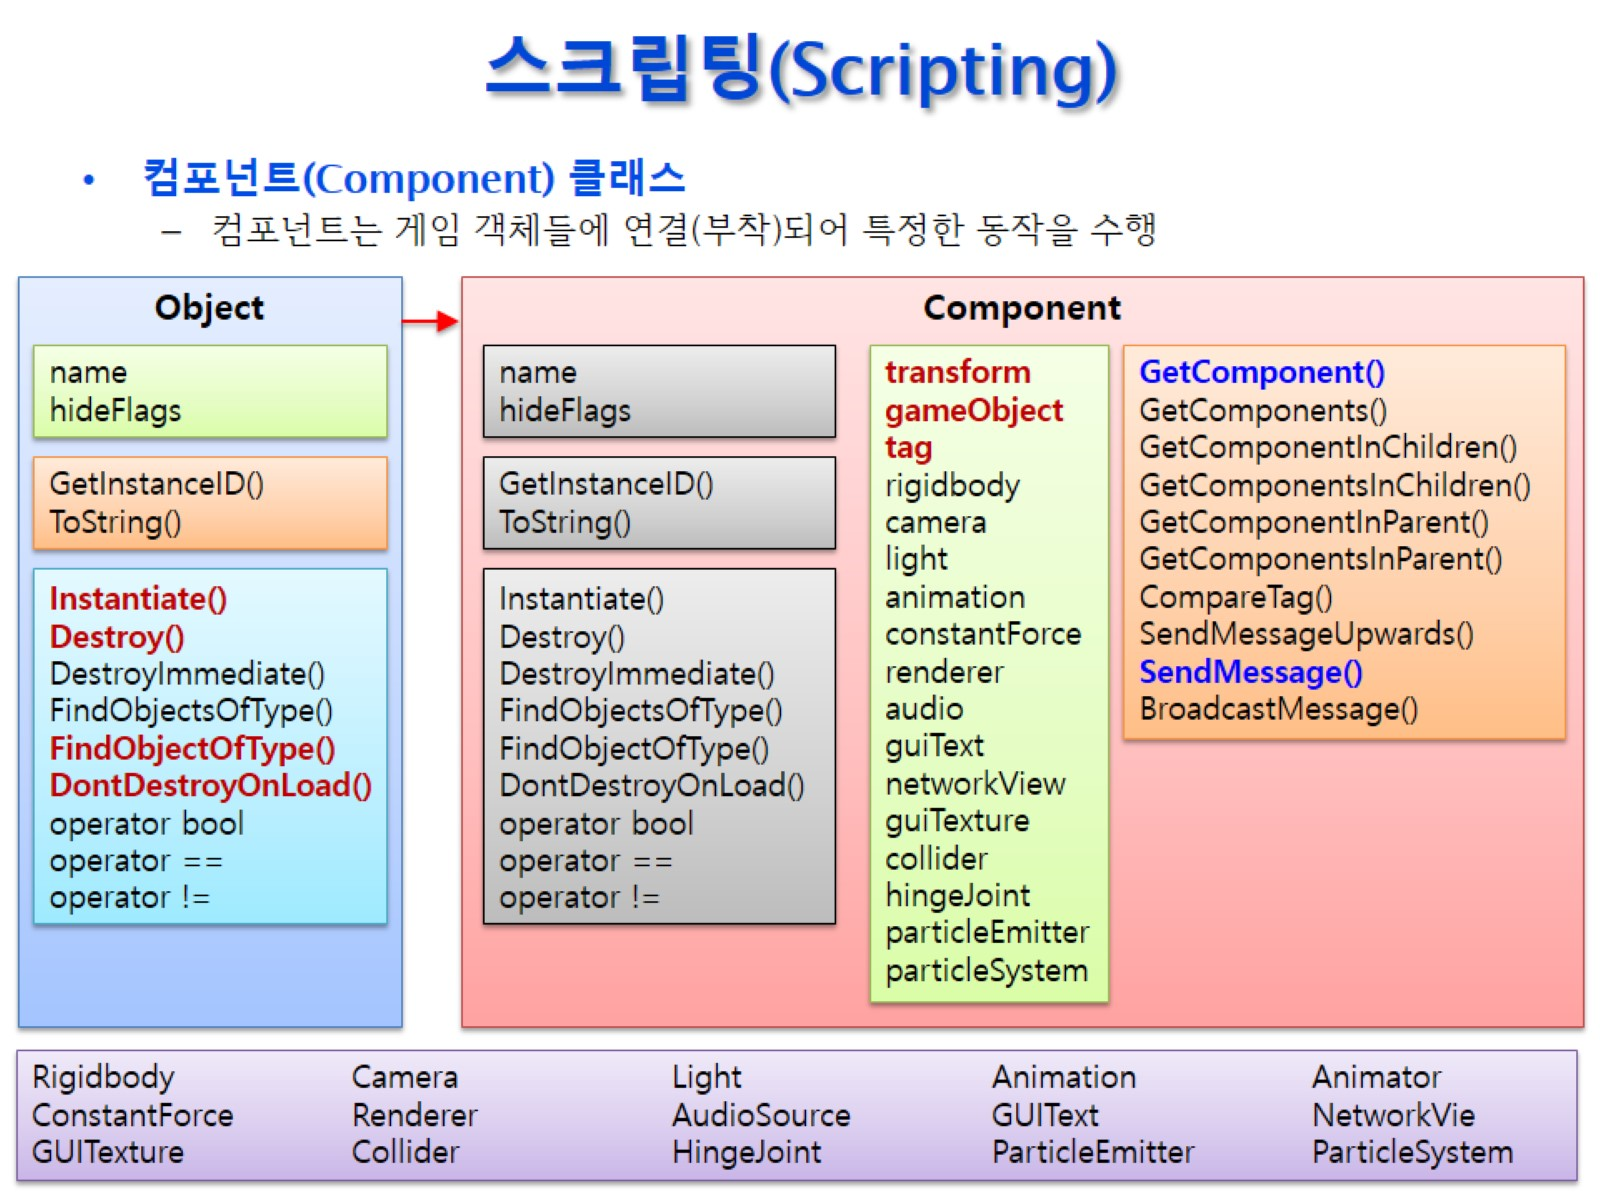 스크립팅(Scripting)
• 컴포넌트(Component) 클래스
– 컴포넌트는 게임 객체들에 연결(부착)되어 특정한 동작을 수행
Object
name
hideFlags
GetInstanceID()
ToString()
Instantiate()
Destroy()
DestroyImmediate()
FindObjectsOfType()
FindObjectOfType()
DontDestroyOnLoad()
operator bool
operator ==
operator !=
Component
name
hideFlags
GetInstanceID()
ToString()
Instantiate()
Destroy()
DestroyImmediate()
FindObjectsOfType()
FindObjectOfType()
DontDestroyOnLoad()
operator bool
operator ==
operator !=
transform
gameObject
tag
rigidbody
camera
light
animation
constantForce
renderer
audio
guiText
networkView
guiTexture
collider
hingeJoint
particleEmitter
particleSystem
GetComponent()
GetComponents()
GetComponentInChildren()
GetComponentsInChildren()
GetComponentInParent()
GetComponentsInParent()
CompareTag()
SendMessageUpwards()
SendMessage()
BroadcastMessage()
Rigidbody Camera Light Animation Animator
ConstantForce Renderer AudioSource GUIText NetworkVie
GUITexture Collider HingeJoint ParticleEmitter ParticleSystem